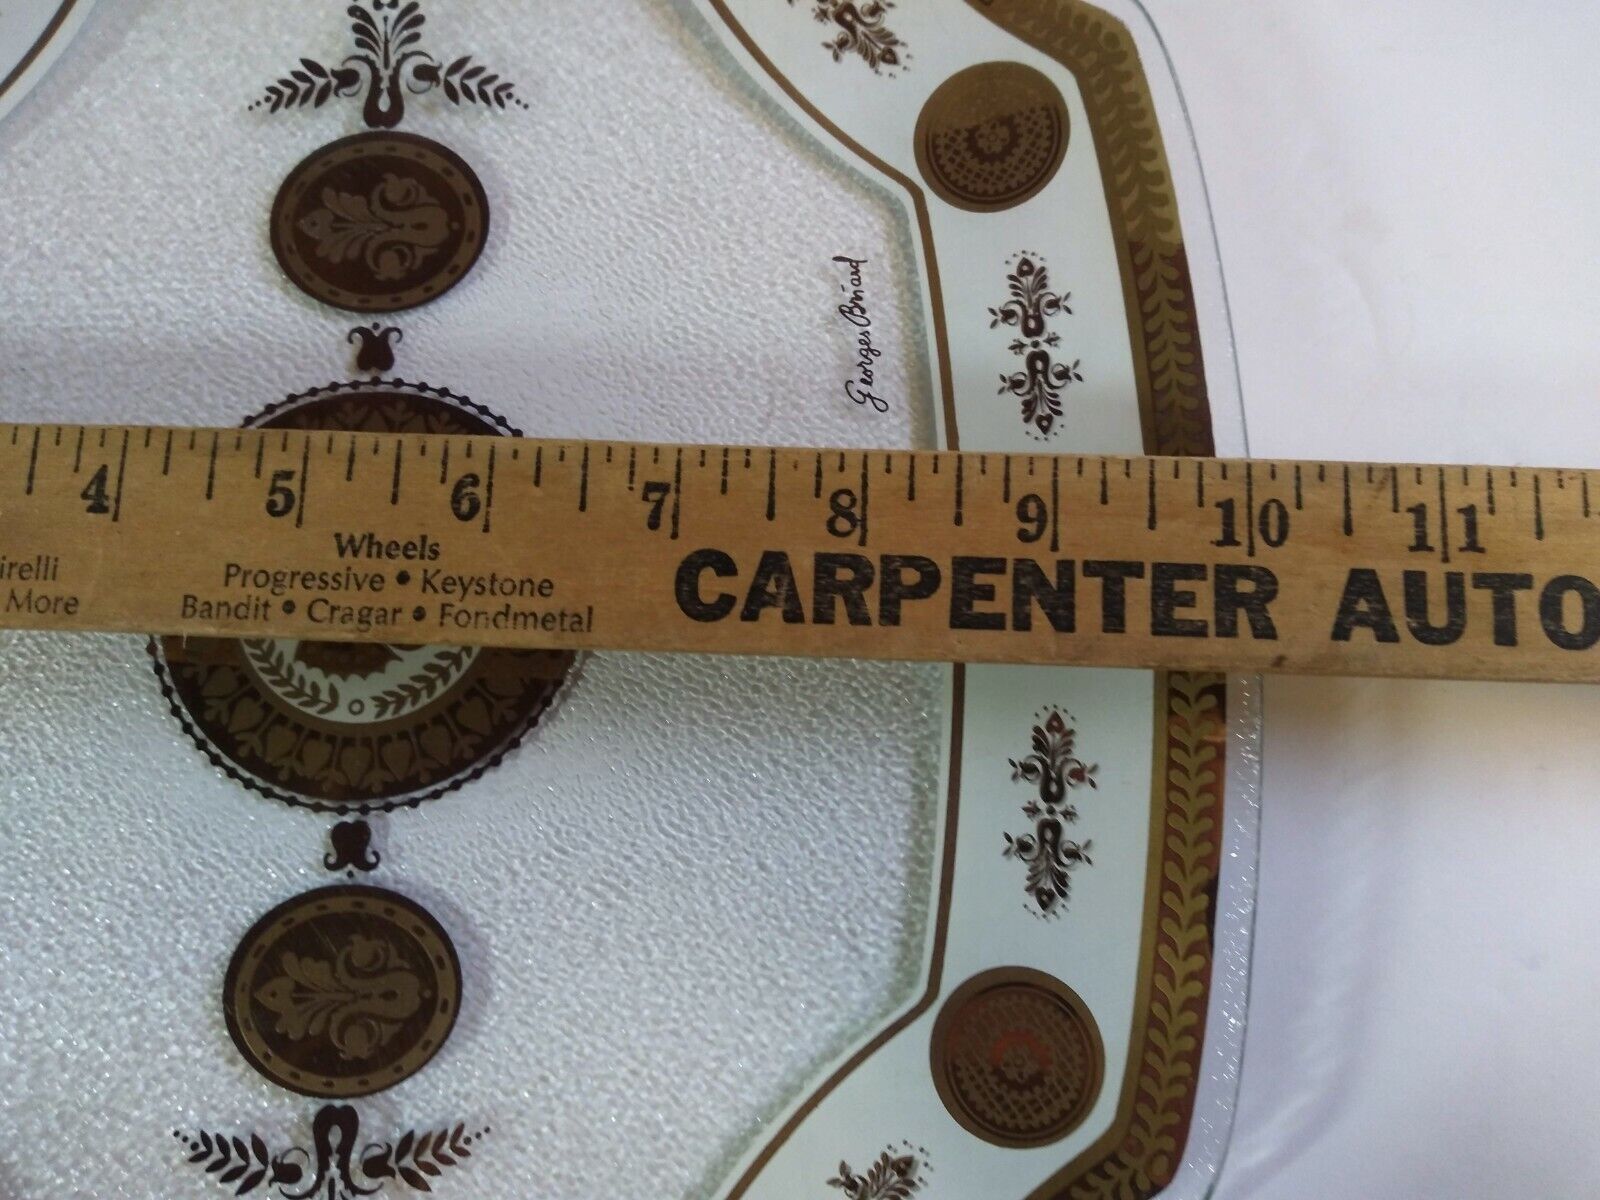 Georges Briard
4 5 6 7 8 9 10 11
irelli
More
Wheels
Progressive • Keystone
Bandit • Cragar • Fondmetal
CARPENTER AUTO